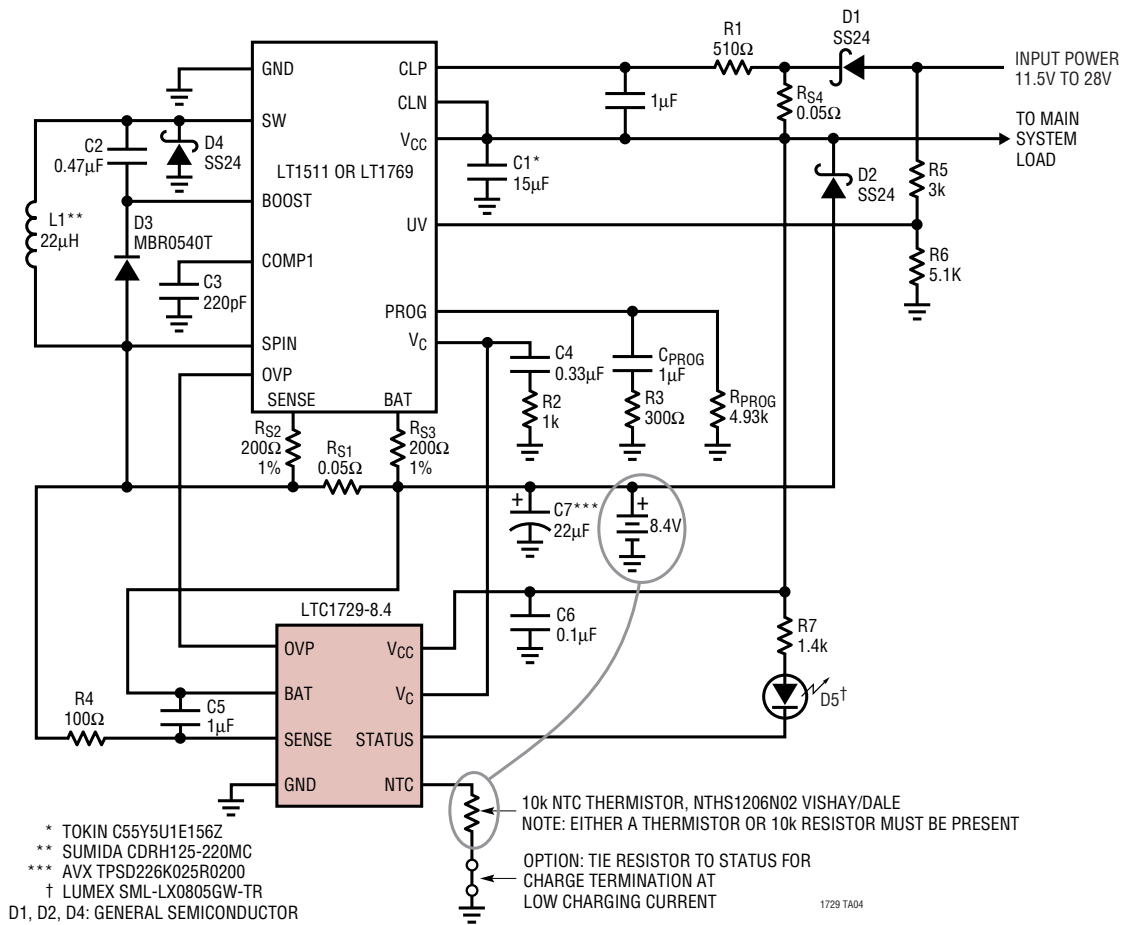 D1
SS24
R1
510Ω
INPUT POWER
11.5V TO 28V
GND
CLP
RS4
0.05Ω
1µF
CLN
TO MAIN
SYSTEM
LOAD
SW
VCC
C2
0.47µF
D4
SS24
LT1511 OR LT1769
C1*
15µF
D2
SS24
R5
3k
BOOST
UV
L1**
22µH
D3
MBR0540T
R6
5.1K
COMP1
C3
220pF
PROG
SPIN
VC
C4
0.33µF
CPROG
1µF
OVP
R2
1k
R3
300Ω
RPROG
4.93k
SENSE
BAT
RS2
200Ω
1%
RS1
0.05Ω
RS3
200Ω
1%
+
C7***
22µF
+
8.4V
LTC1729-8.4
C6
0.1µF
R7
1.4k
OVP
VCC
D5†
BAT
VC
R4
100Ω
C5
1µF
SENSE
STATUS
GND
NTC
10k NTC THERMISTOR, NTHS1206N02 VISHAY/DALE
NOTE: EITHER A THERMISTOR OR 10k RESISTOR MUST BE PRESENT
* TOKIN C55Y5U1E156Z
** SUMIDA CDRH125-220MC
*** AVX TPSD226K025R0200
† LUMEX SML-LX0805GW-TR
D1, D2, D4: GENERAL SEMICONDUCTOR
OPTION: TIE RESISTOR TO STATUS FOR
CHARGE TERMINATION AT
LOW CHARGING CURRENT
1729 TA04